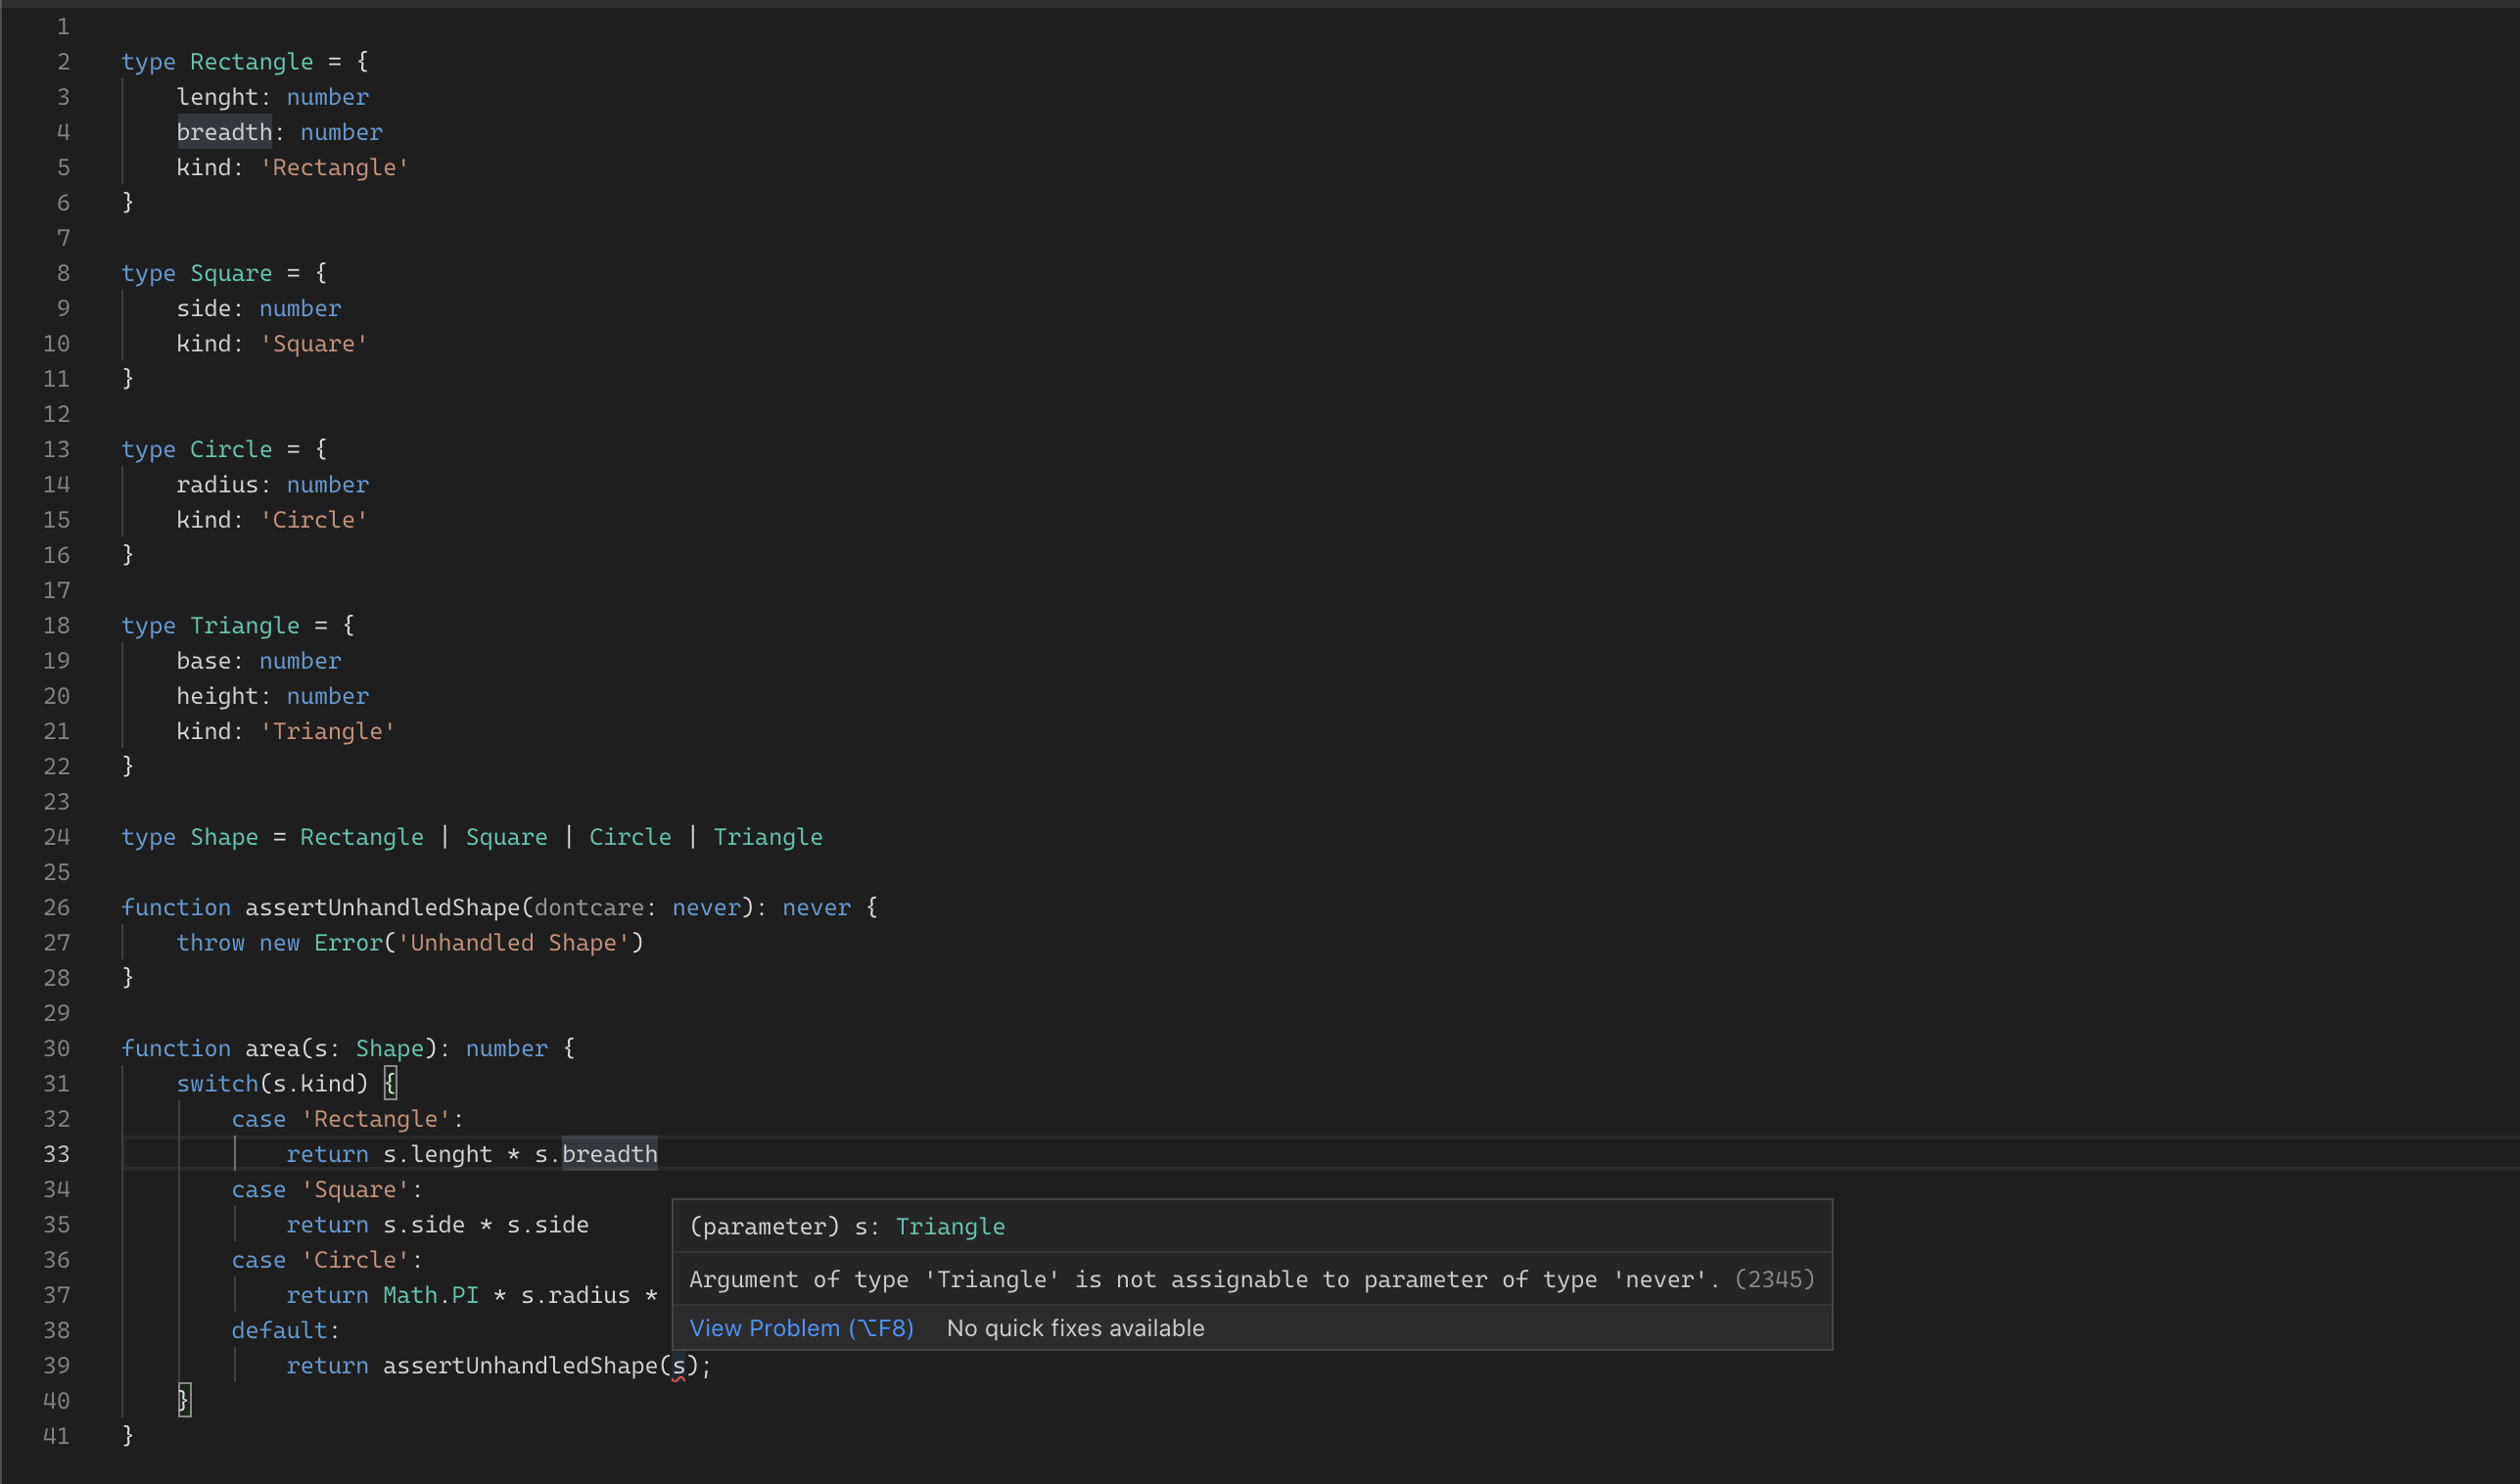 1
2 type Rectangle = {
3 lenght: number
4 breadth: number
5 kind: 'Rectangle'
6 }
7
8 type Square = {
9 side: number
10 kind: 'Square'
11 }
12
13 type Circle = {
14 radius: number
15 kind: 'Circle'
16 }
17
18 type Triangle = {
19 base: number
20 height: number
21 kind: 'Triangle'
22 }
23
24 type Shape = Rectangle | Square | Circle | Triangle
25
26 function assertUnhandledShape(dontcare: never): never {
27 throw new Error('Unhandled Shape')
28 }
29
30 function area(s: Shape): number {
31 switch(s.kind) {
32 case 'Rectangle':
33 return s.lenght * s.breadth
34 case 'Square':
35 return s.side * s.side
36 case 'Circle':
37 return Math.PI * s.radius *
38 default:
39 return assertUnhandledShape(s);
40 }
41 }
(parameter) s: Triangle
Argument of type 'Triangle' is not assignable to parameter of type 'never'. (2345)
View Problem (⌥F8) No quick fixes available